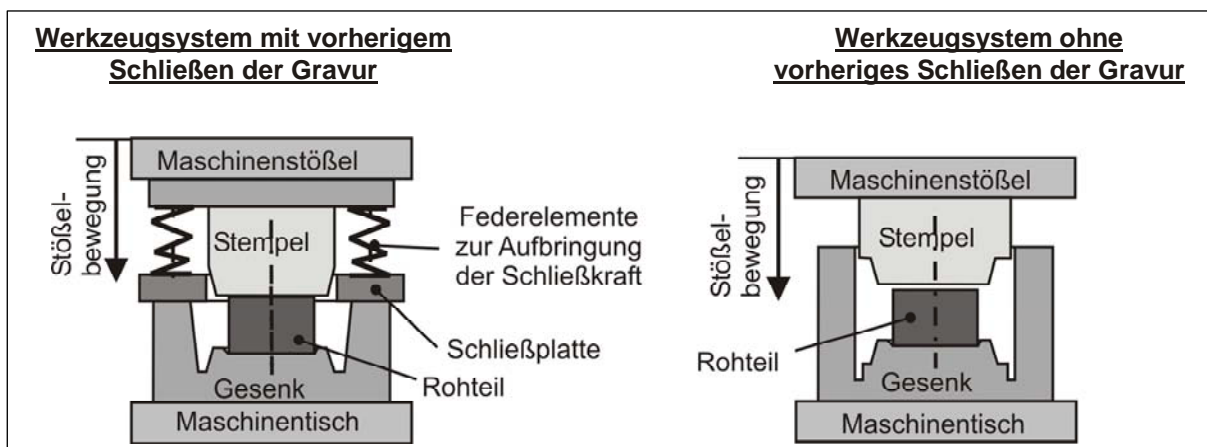 Werkzeugsystem mit vorherigem
Schließen der Gravur
Maschinenstößel
Stößel-
bewegung
Stempel
Federelemente
zur Aufbringung
der Schließkraft
Schließplatte
Rohteil
Gesenk
Maschinentisch
Werkzeugsystem ohne
vorheriges Schließen der Gravur
Maschinenstößel
Stößel-
bewegung
Stempel
Rohteil
Gesenk
Maschinentisch